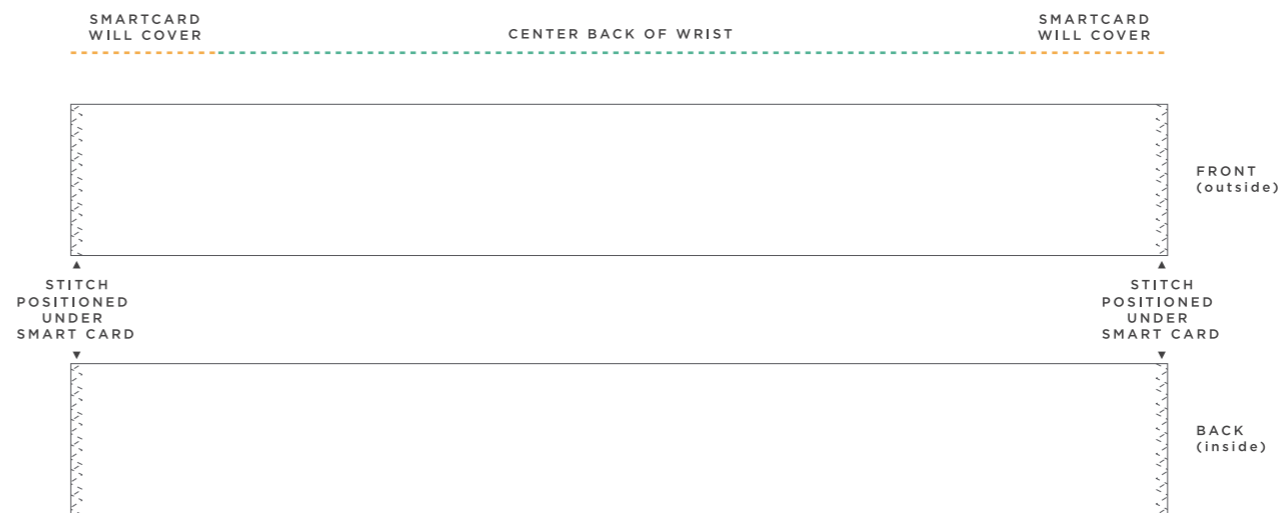 SMARTCARD
WILL COVER
CENTER BACK OF WRIST
SMARTCARD
WILL COVER
FRONT
(outside)
STITCH
POSITIONED
UNDER
SMART CARD
STITCH
POSITIONED
UNDER
SMART CARD
BACK
(inside)